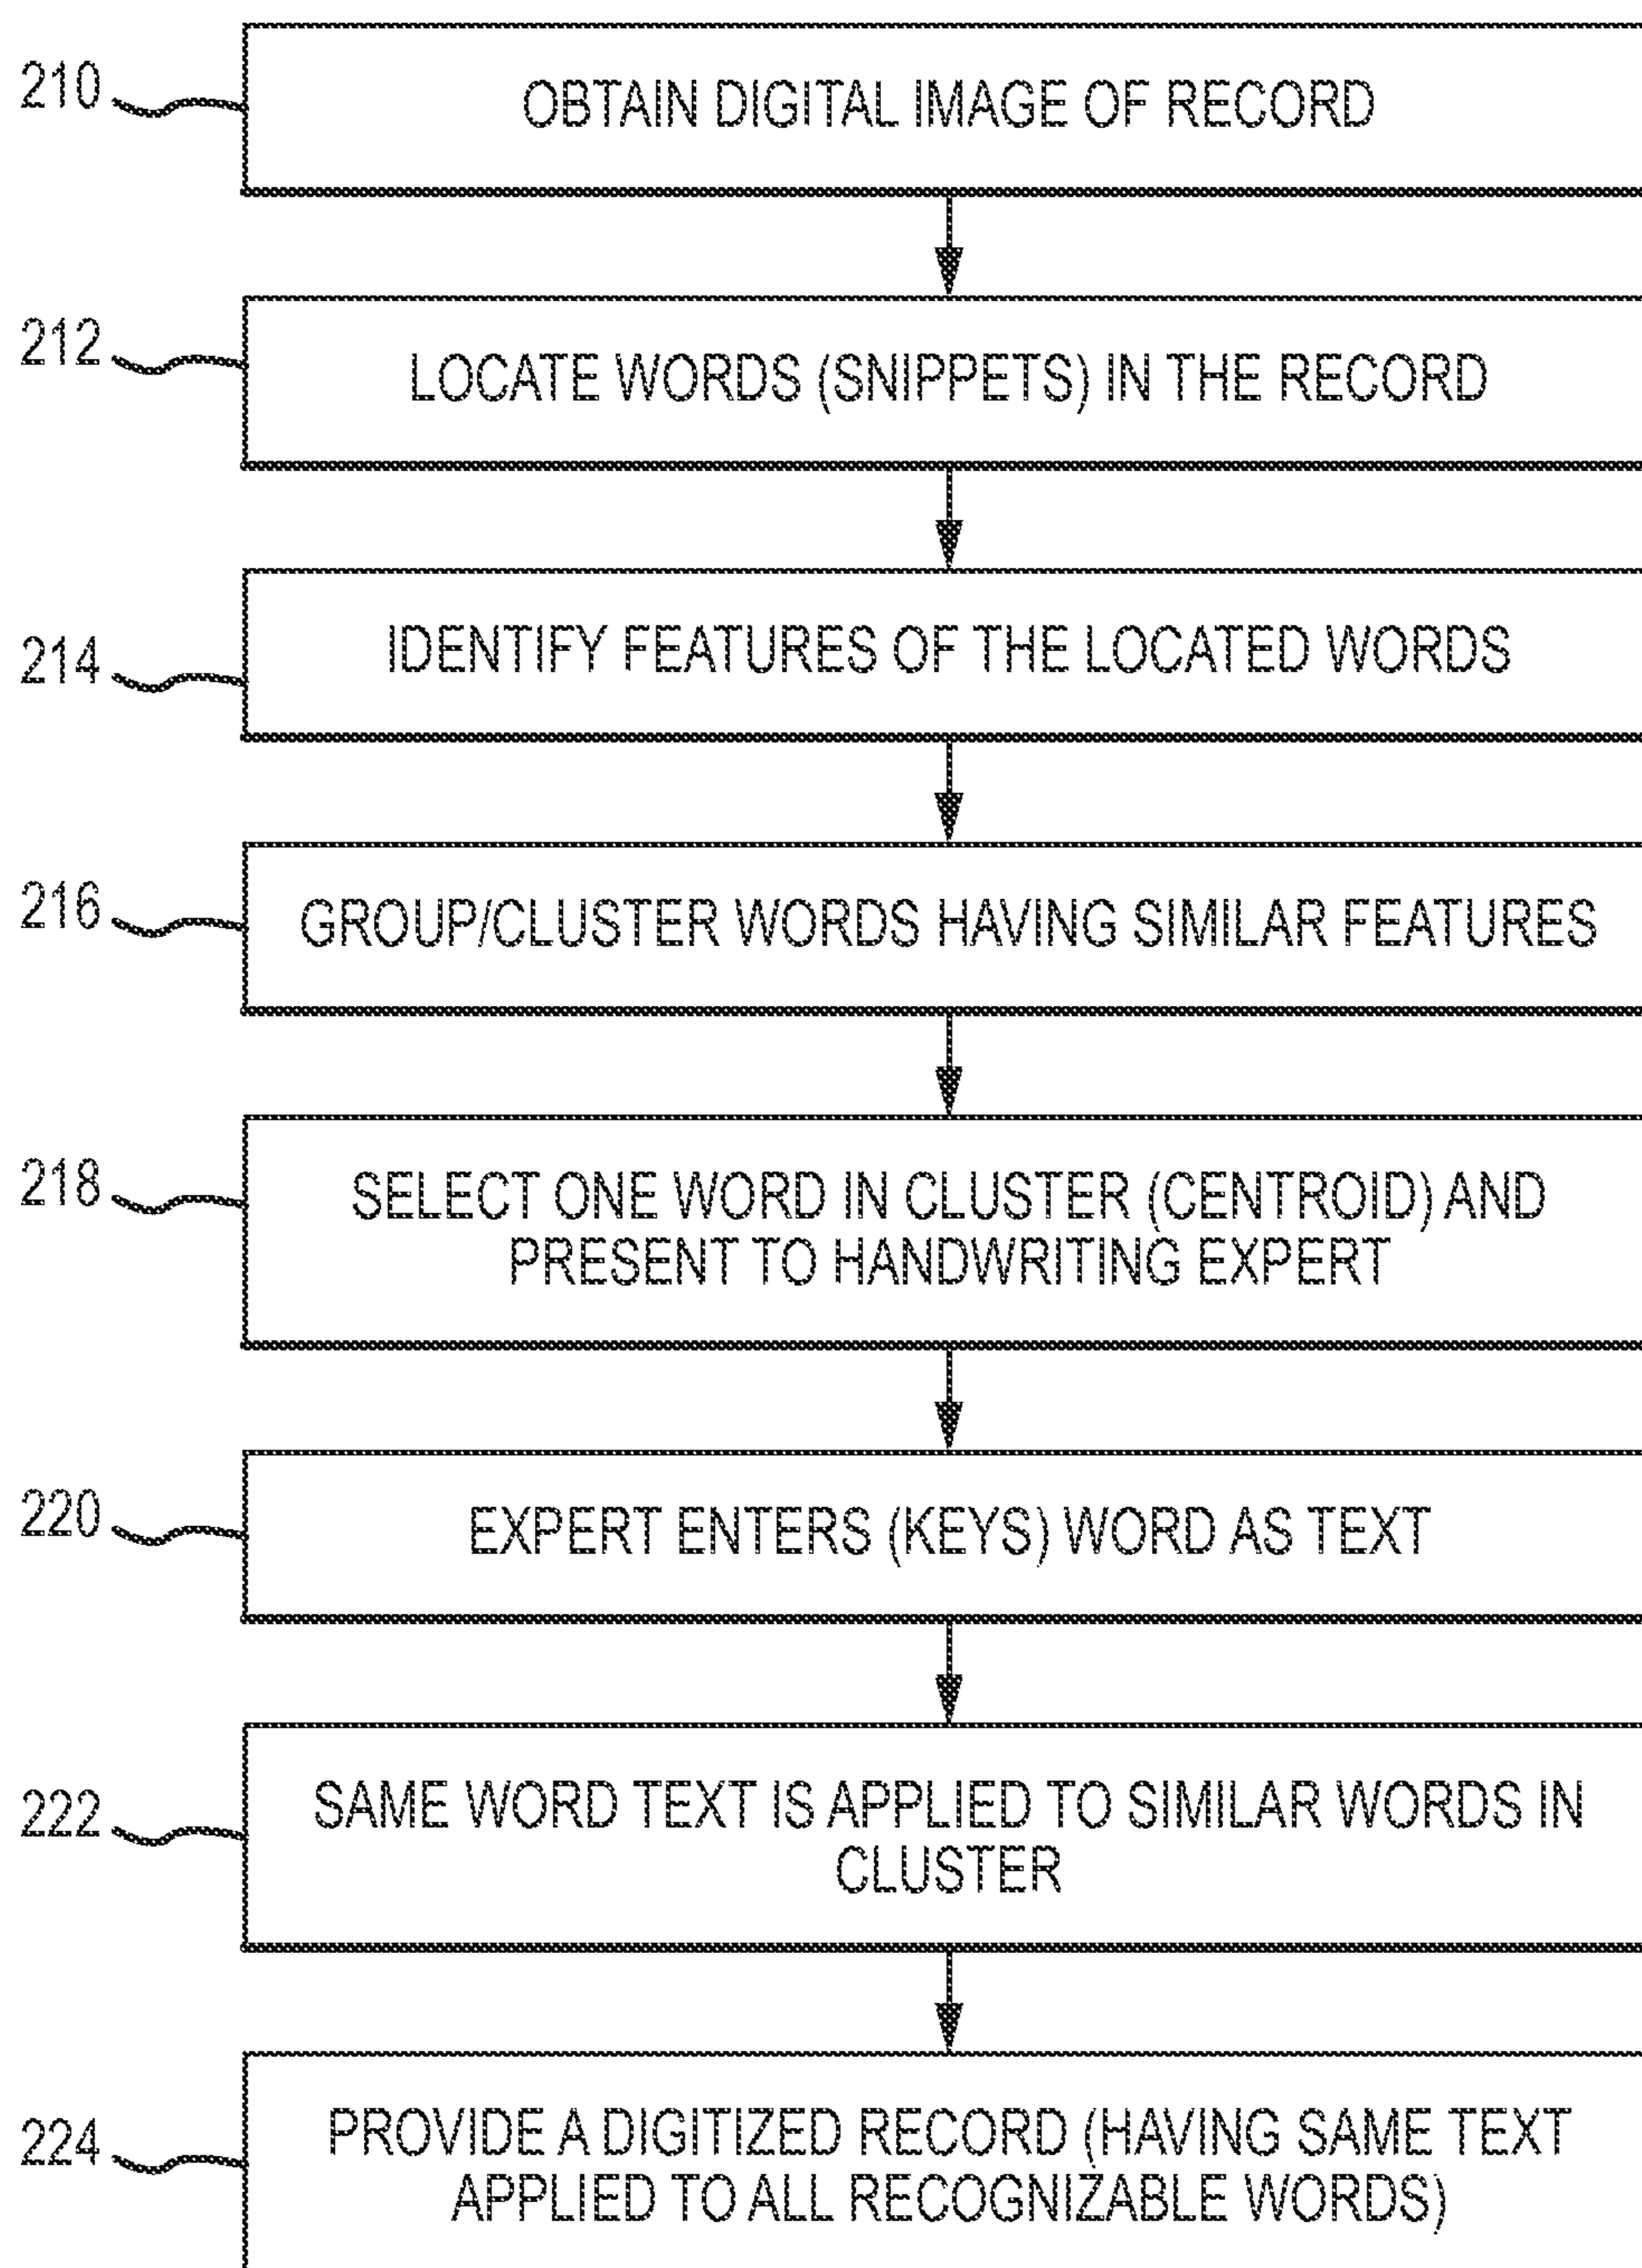 210
OBTAIN DIGITAL IMAGE OF RECORD
212
LOCATE WORDS (SNIPPETS) IN THE RECORD
214
IDENTIFY FEATURES OF THE LOCATED WORDS
216
GROUP/CLUSTER WORDS HAVING SIMILAR FEATURES
218
SELECT ONE WORD IN CLUSTER (CENTROID) AND
PRESENT TO HANDWRITING EXPERT
220
EXPERT ENTERS (KEYS) WORD AS TEXT
222
SAME WORD TEXT IS APPLIED TO SIMILAR WORDS IN
CLUSTER
224
PROVIDE A DIGITIZED RECORD (HAVING SAME TEXT
APPLIED TO ALL RECOGNIZABLE WORDS)